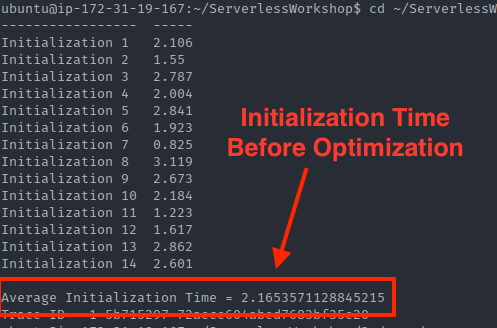 ubuntu@ip-172-31-19-167:~/ServerlessWorkshop$ cd ~/ServerlessW
Initialization 1 2.106
Initialization 2 1.55
Initialization 3 2.787
Initialization 4 2.004
Initialization 5 2.841
Initialization 6 1.923
Initialization 7 0.825
Initialization 8 3.119
Initialization 9 2.673
Initialization 10 2.184
Initialization 11 1.223
Initialization 12 1.617
Initialization 13 2.862
Initialization 14 2.601
Initialization Time
Before Optimization
Average Initialization Time = 2.1653571128845215
Trace ID